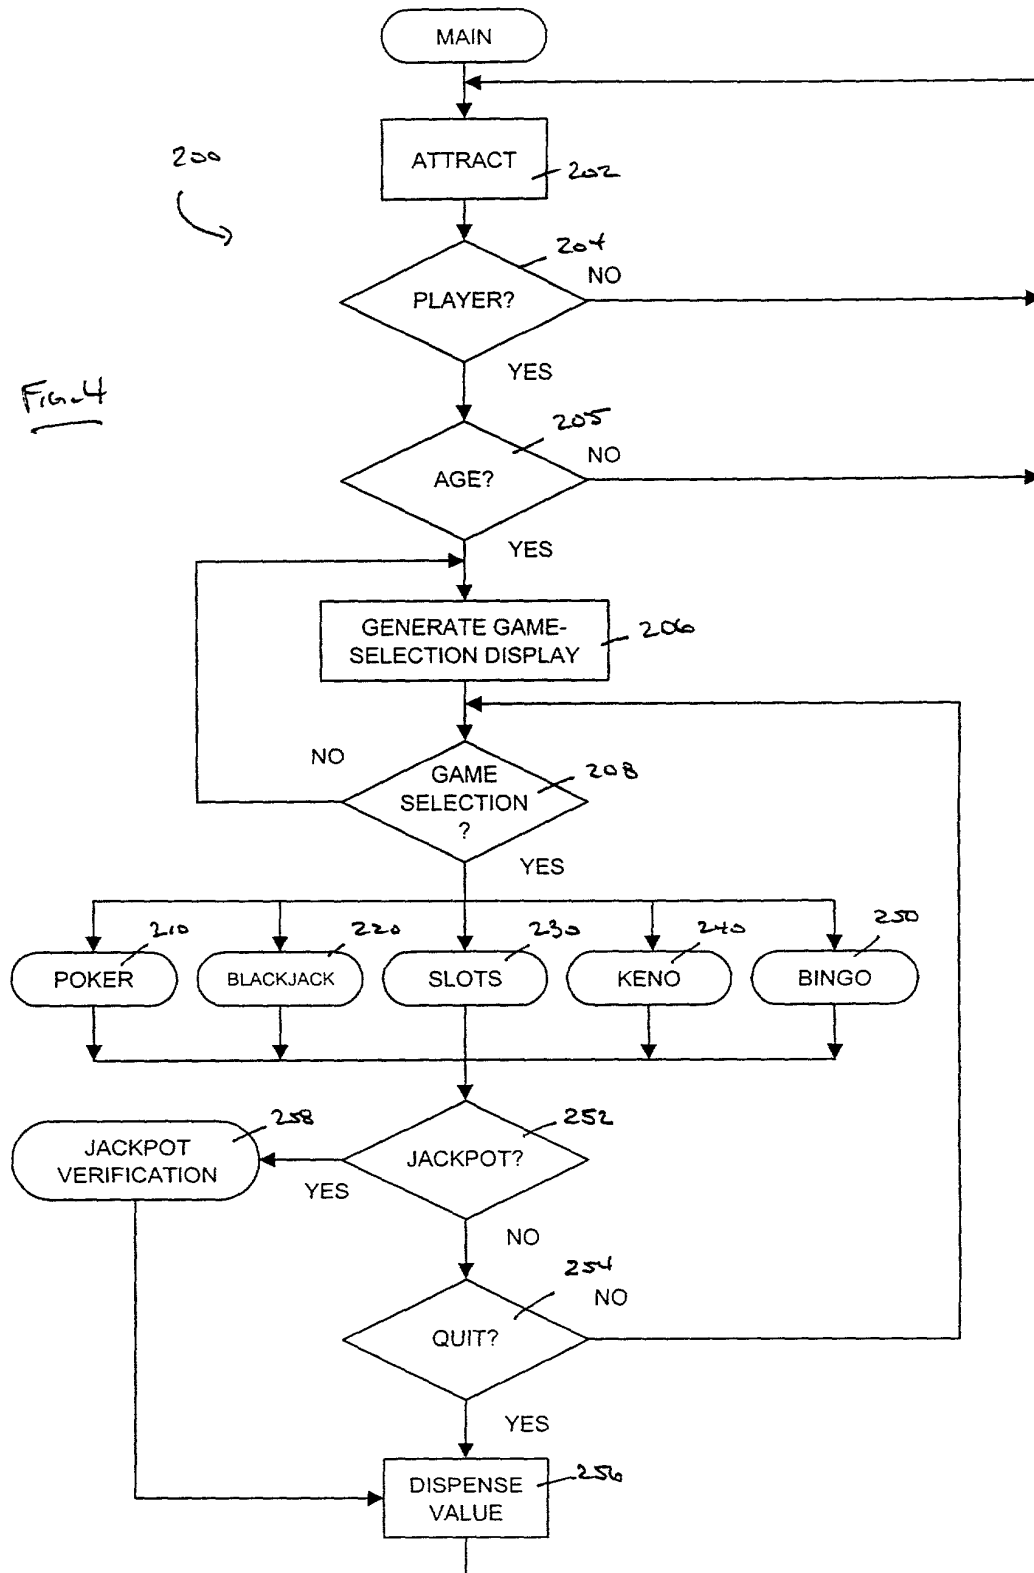 MAIN
ATTRACT
202
200
204
NO
PLAYER?
YES
Fig. 4
205
NO
AGE?
YES
GENERATE GAME-
SELECTION DISPLAY
206
NO
GAME
SELECTION
?
208
YES
210
220
230
240
250
POKER
BLACKJACK
SLOTS
KENO
BINGO
258
252
JACKPOT
VERIFICATION
JACKPOT?
YES
NO
254
NO
QUIT?
YES
DISPENSE
VALUE
256